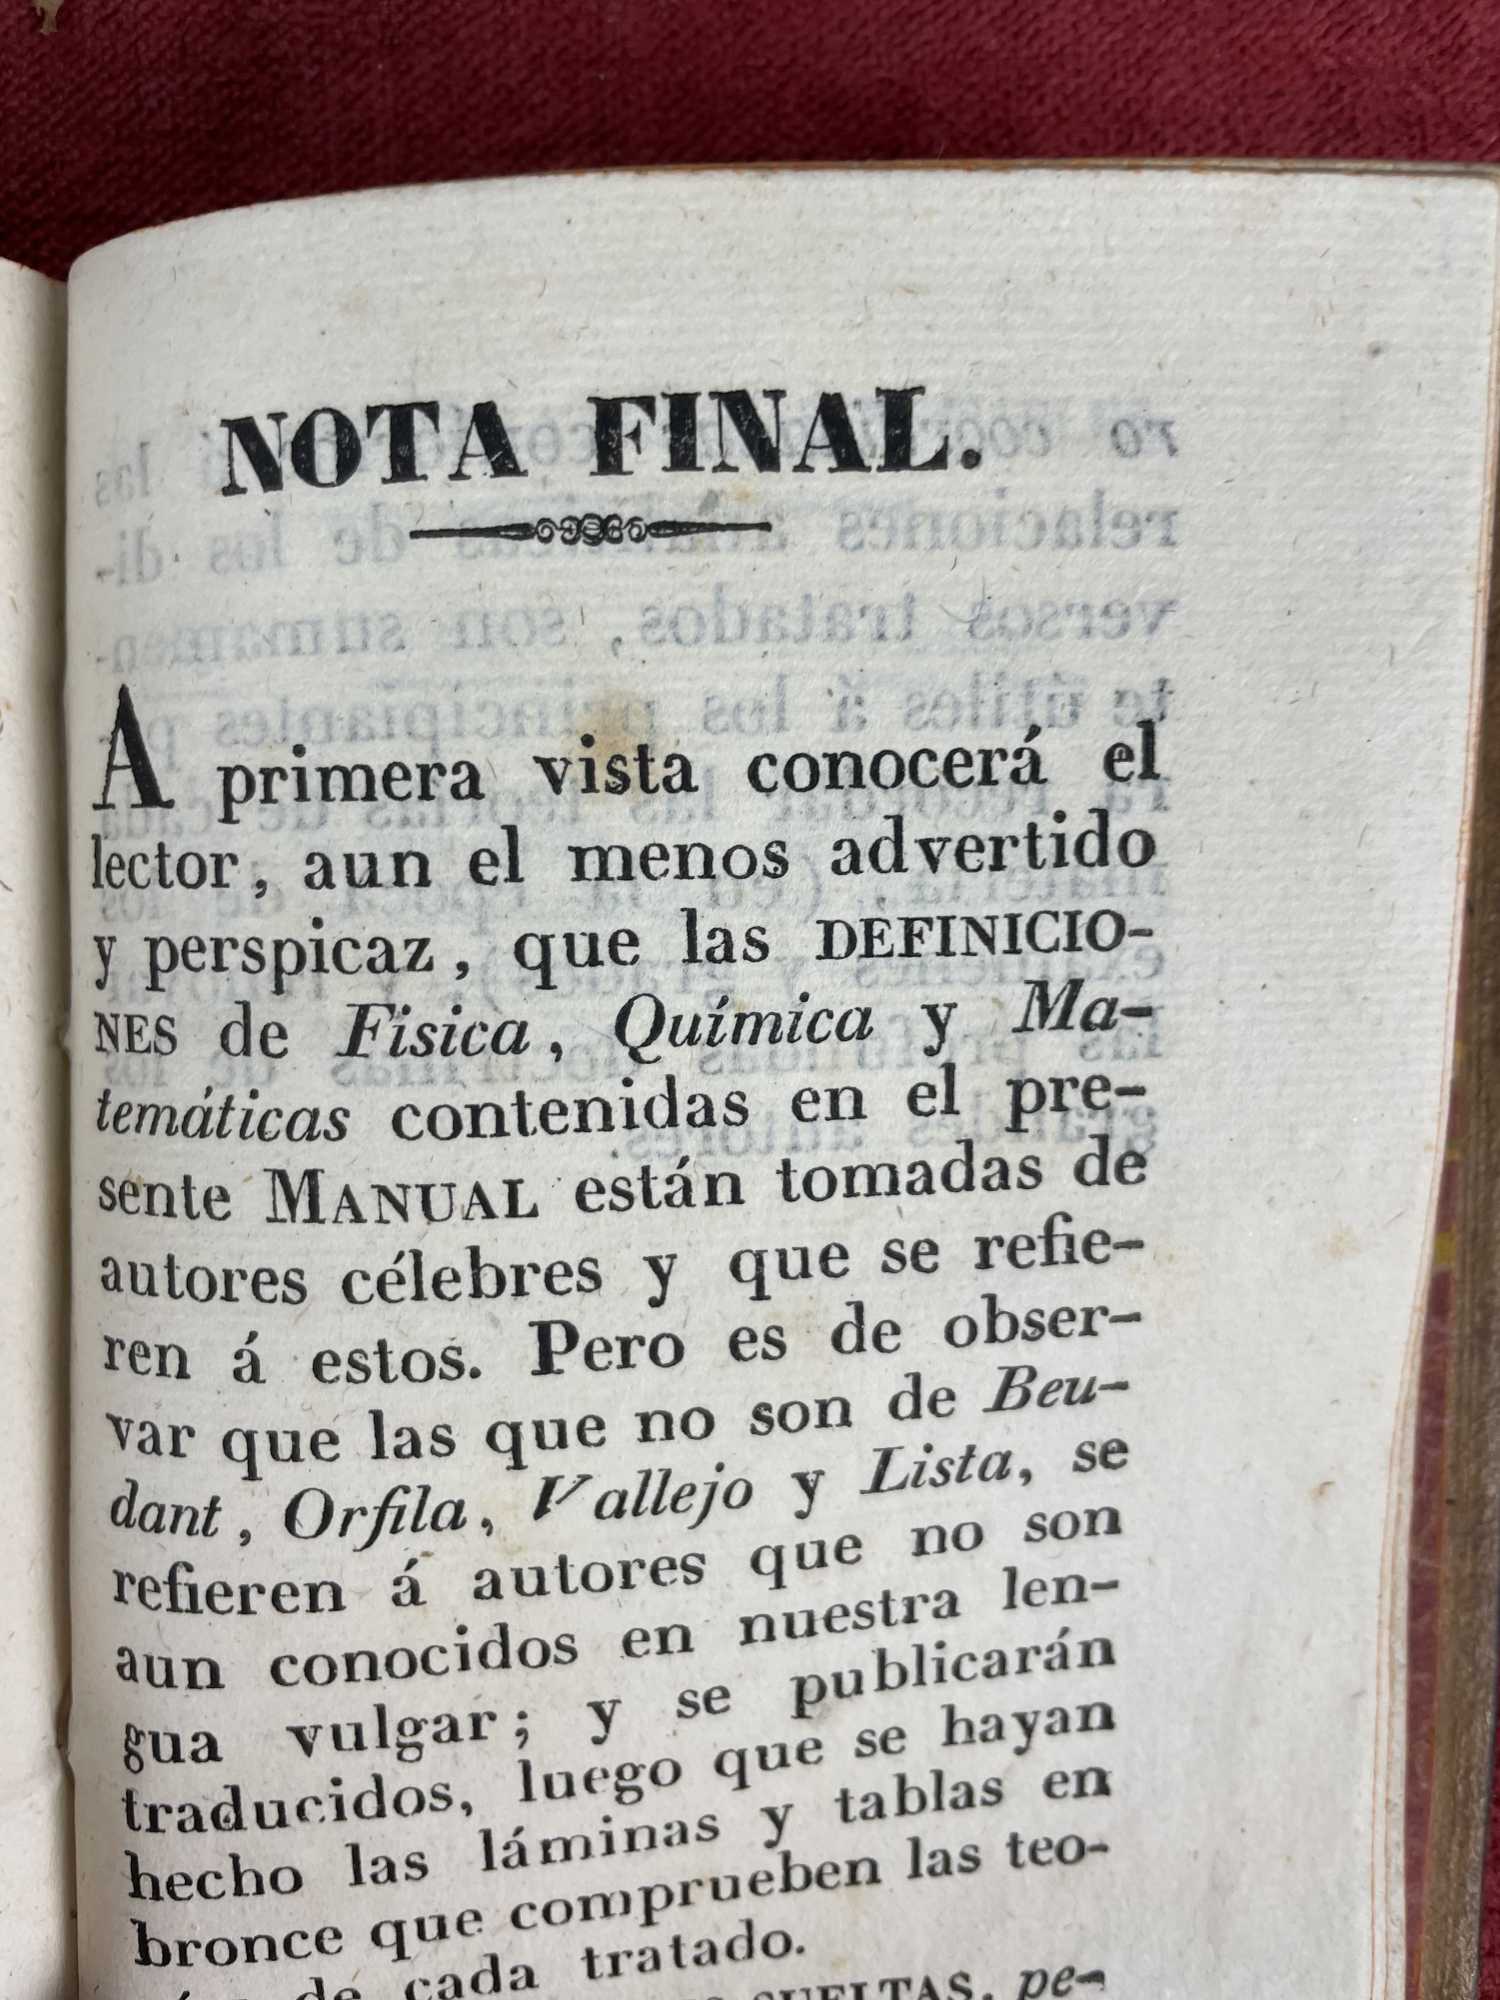 NOTA FINAL.
A primera vista conocerá el
lector, aun el menos advertido
y perspicaz, que las DEFINICIO-
NES de Fisica, Química y Ma-
temáticas contenidas en el pre-
sente MANUAL están tomadas de
autores célebres y que se refie-
ren á estos. Pero es de obser-
var que las que no son de Beu-
dant, Orfila, Vallejo y Lista, se
refieren á autores que no son
aun conocidos en nuestra len-
gua vulgar; y se publicarán
traducidos, luego que se hayan
hecho las láminas y tablas en
bronce que comprueben las teo-
de cada tratado.
SUELTAS, pe-